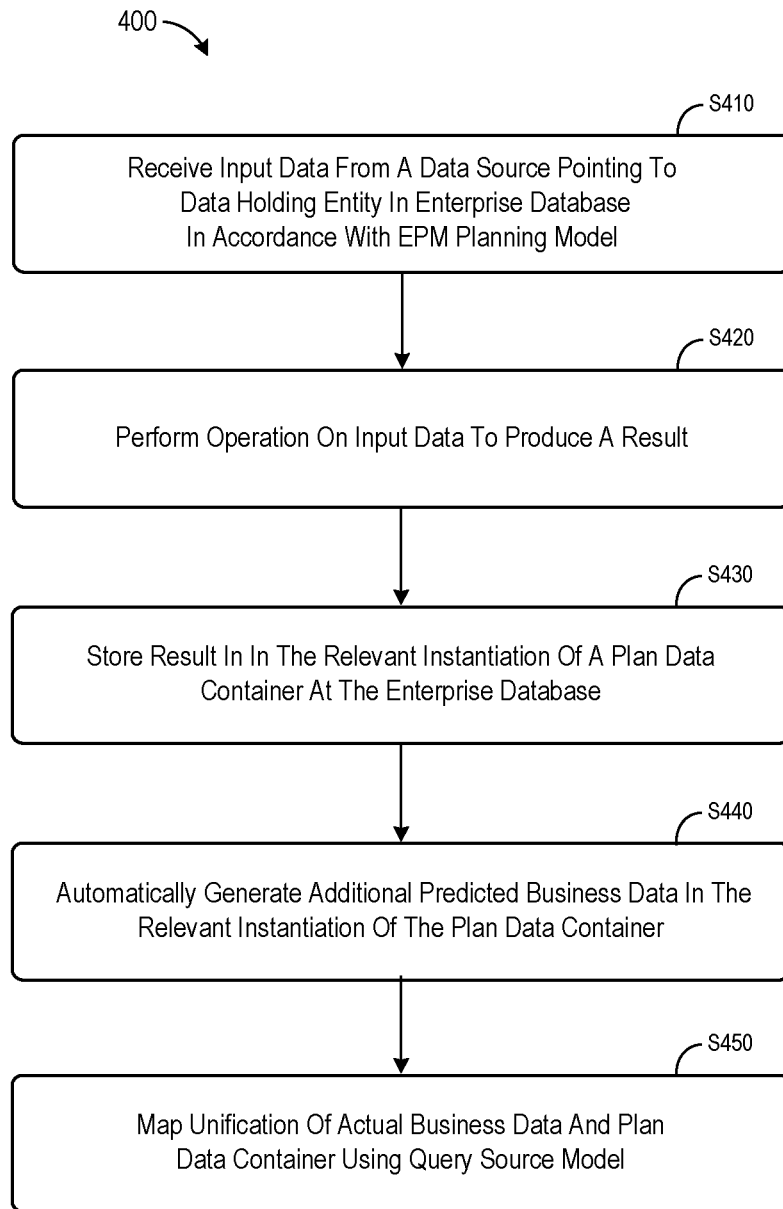 400
S410
Receive Input Data From A Data Source Pointing To
Data Holding Entity In Enterprise Database
In Accordance With EPM Planning Model
S420
Perform Operation On Input Data To Produce A Result
S430
Store Result In In The Relevant Instantiation Of A Plan Data
Container At The Enterprise Database
S440
Automatically Generate Additional Predicted Business Data In The
Relevant Instantiation Of The Plan Data Container
S450
Map Unification Of Actual Business Data And Plan
Data Container Using Query Source Model